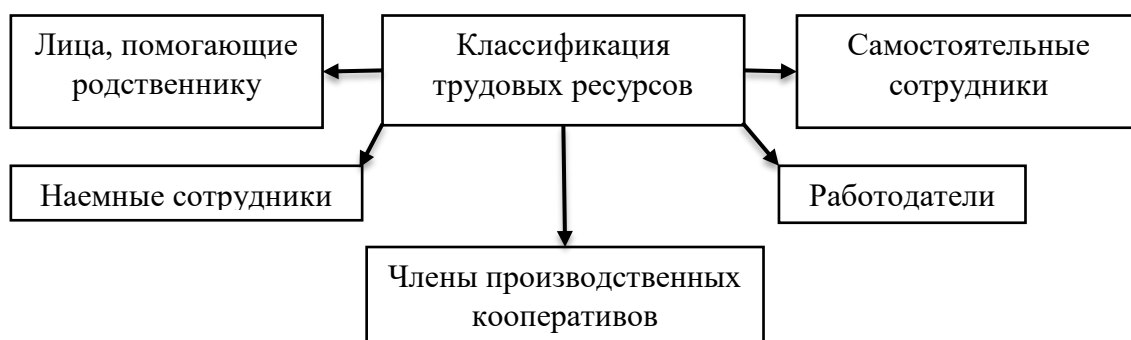 Лица, помогающие
родственнику
Классификация
трудовых ресурсов
Самостоятельные
сотрудники
Наемные сотрудники
Работодатели
Члены производственных
кооперативов